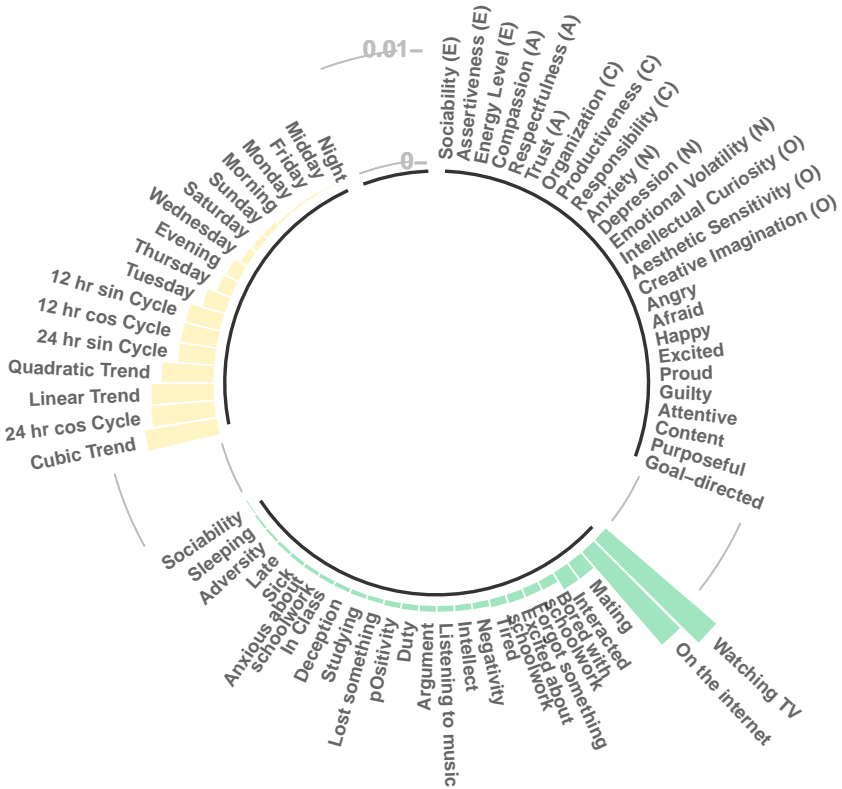 0.01
0
Sociability (E)
Assertiveness (E)
Energy Level (E)
Compassion (A)
Respectfulness (A)
Trust (A)
Organization (C)
Productiveness (C)
Responsibility (C)
Anxiety (N)
Depression (N)
Emotional Volatility (N)
Intellectual Curiosity (O)
Aesthetic Sensitivity (O)
Creative Imagination (O)
Angry
Afraid
Happy
Excited
Proud
Guilty
Attentive
Content
Purposeful
Goal–directed
Watching TV
On the internet
Mating
Interacted
Bored with
schoolwork
Forgot something
Excited about
schoolwork
Tired
Negativity
Intellect
Listening to music
Argument
Duty
pOsitivity
Lost something
Studying
Deception
In Class
Anxious about
schoolwork
Sick
Late
Adversity
Sleeping
Sociability
Cubic Trend
24 hr cos Cycle
Linear Trend
Quadratic Trend
24 hr sin Cycle
12 hr cos Cycle
12 hr sin Cycle
Tuesday
Thursday
Evening
Wednesday
Saturday
Sunday
Morning
Monday
Friday
Midday
Night